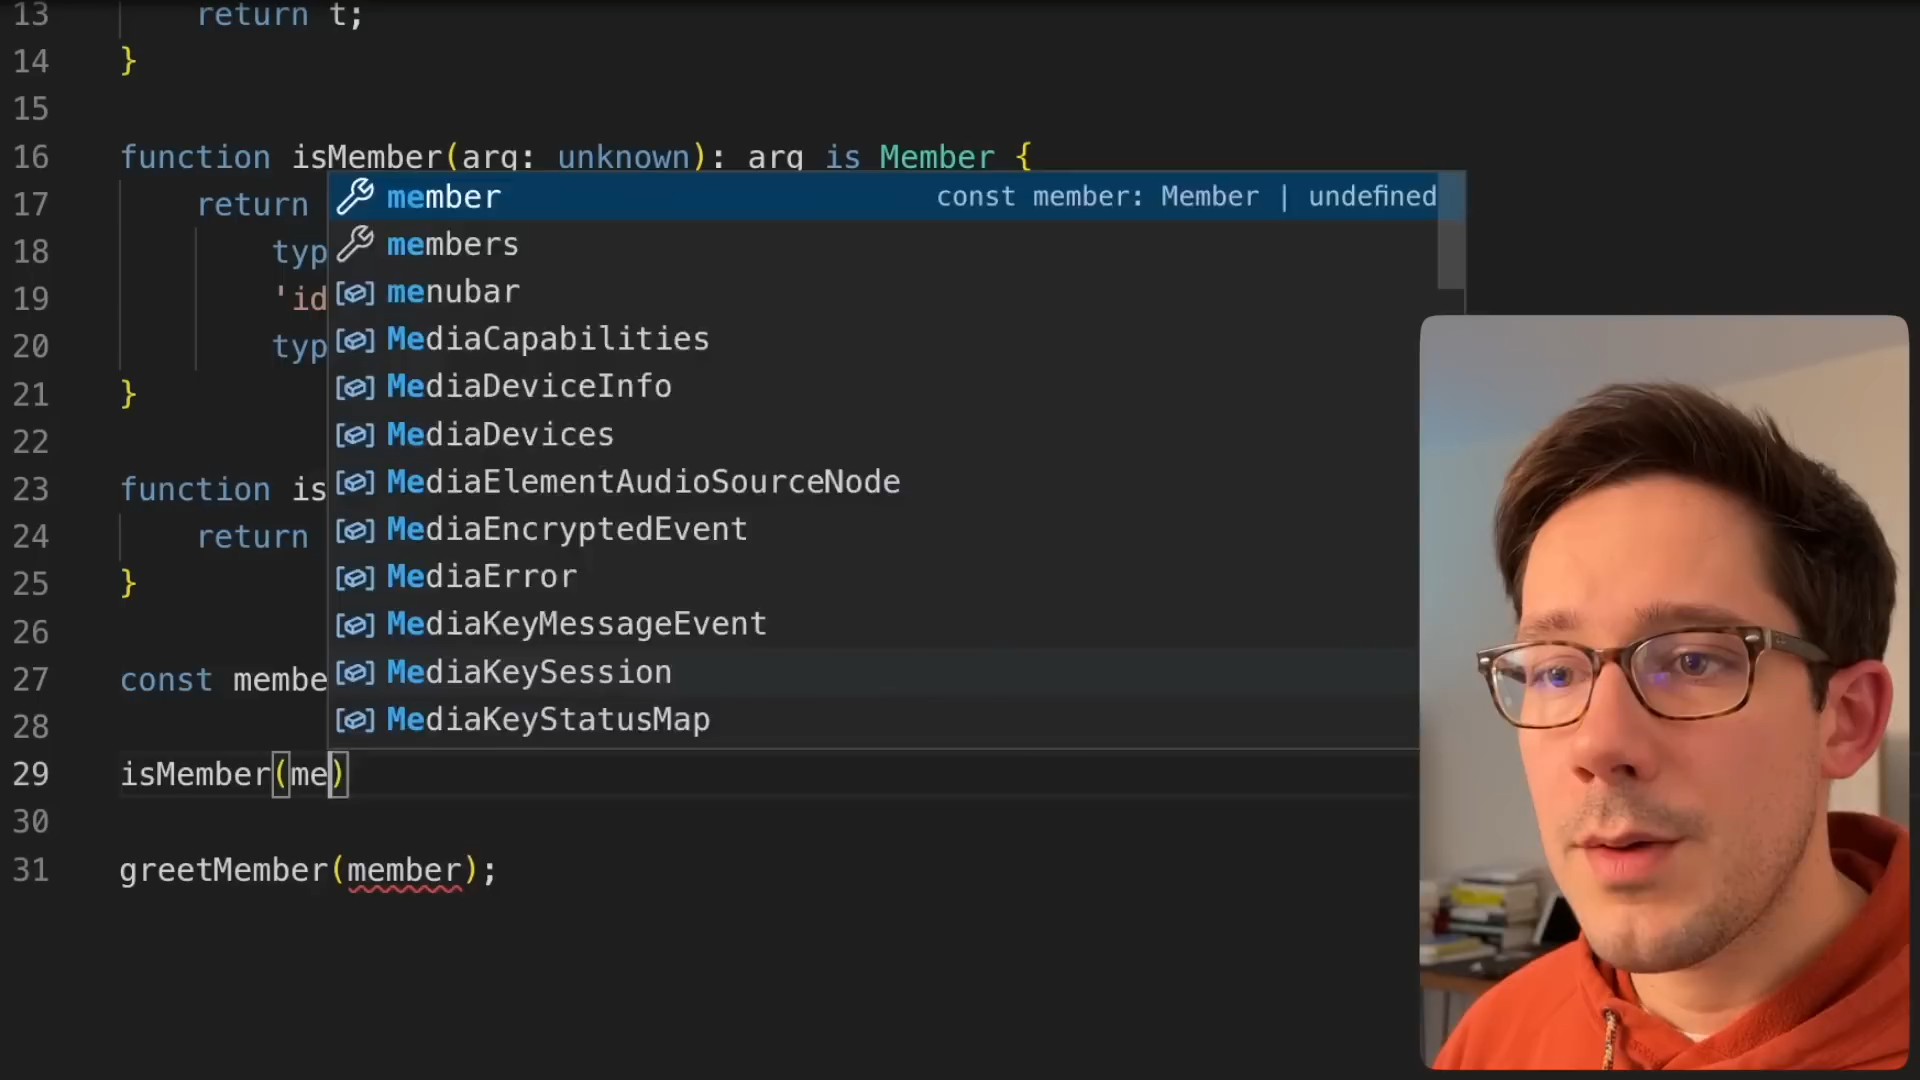 13 return t;
14 }
15
16 function isMember(arg: unknown): arg is Member {
17 return
member const member: Member | undefined
18 typ
members
19 'id
menubar
20 typ
MediaCapabilities
21 }
MediaDeviceInfo
22
MediaDevices
23 function is
MediaElementAudioSourceNode
24 return
MediaEncryptedEvent
25 }
MediaError
26
MediaKeyMessageEvent
27 const membe
MediaKeySession
28
MediaKeyStatusMap
29 isMember(me)
30
31 greetMember(member);